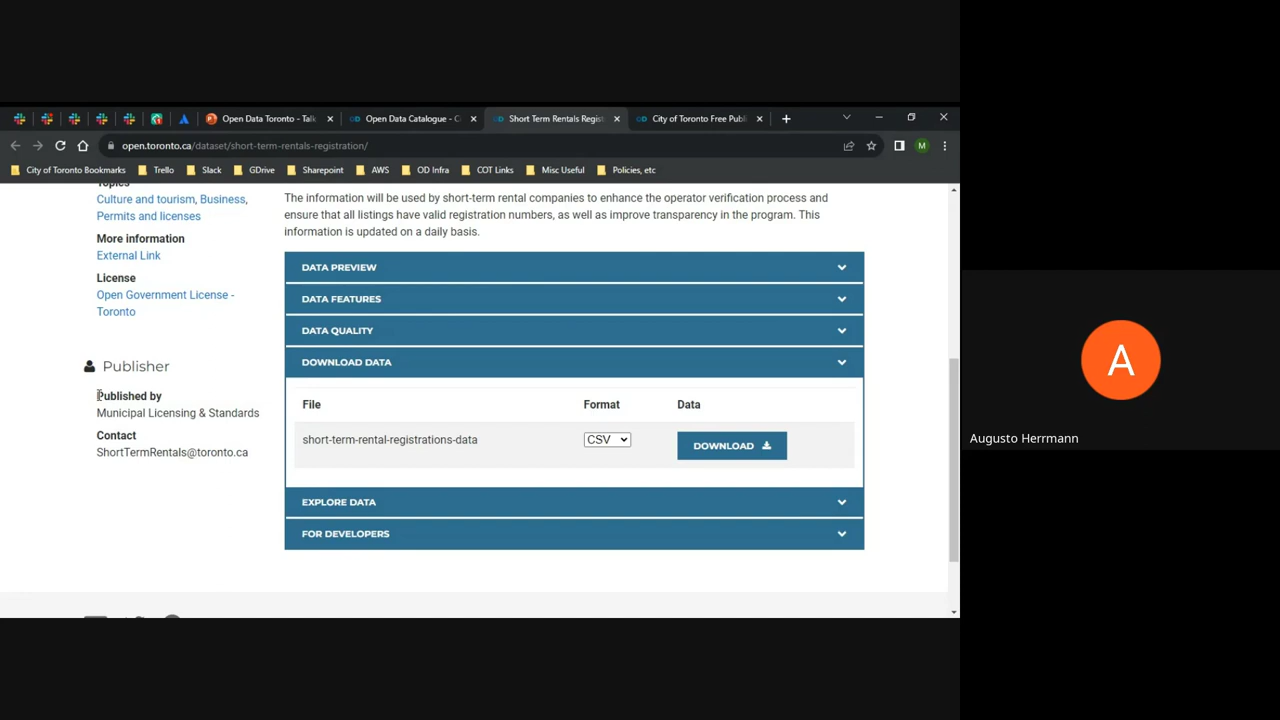 Open Data Toronto - Talk
Open Data Catalogue - C
Short Term Rentals Regist
City of Toronto Free Publ
open.toronto.ca/dataset/short-term-rentals-registration/
M
City of Toronto Bookmarks
Trello
Slack
GDrive
Sharepoint
AWS
OD Infra
COT Links
Misc Useful
Policies, etc
Topics
Culture and tourism, Business,
Permits and licenses
More information
External Link
License
Open Government License -
Toronto
Publisher
Published by
Municipal Licensing & Standards
Contact
ShortTermRentals@toronto.ca
The information will be used by short-term rental companies to enhance the operator verification process and
ensure that all listings have valid registration numbers, as well as improve transparency in the program. This
information is updated on a daily basis.
DATA PREVIEW
DATA FEATURES
DATA QUALITY
DOWNLOAD DATA
File Format Data
short-term-rental-registrations-data CSV DOWNLOAD
EXPLORE DATA
FOR DEVELOPERS
A
Augusto Herrmann